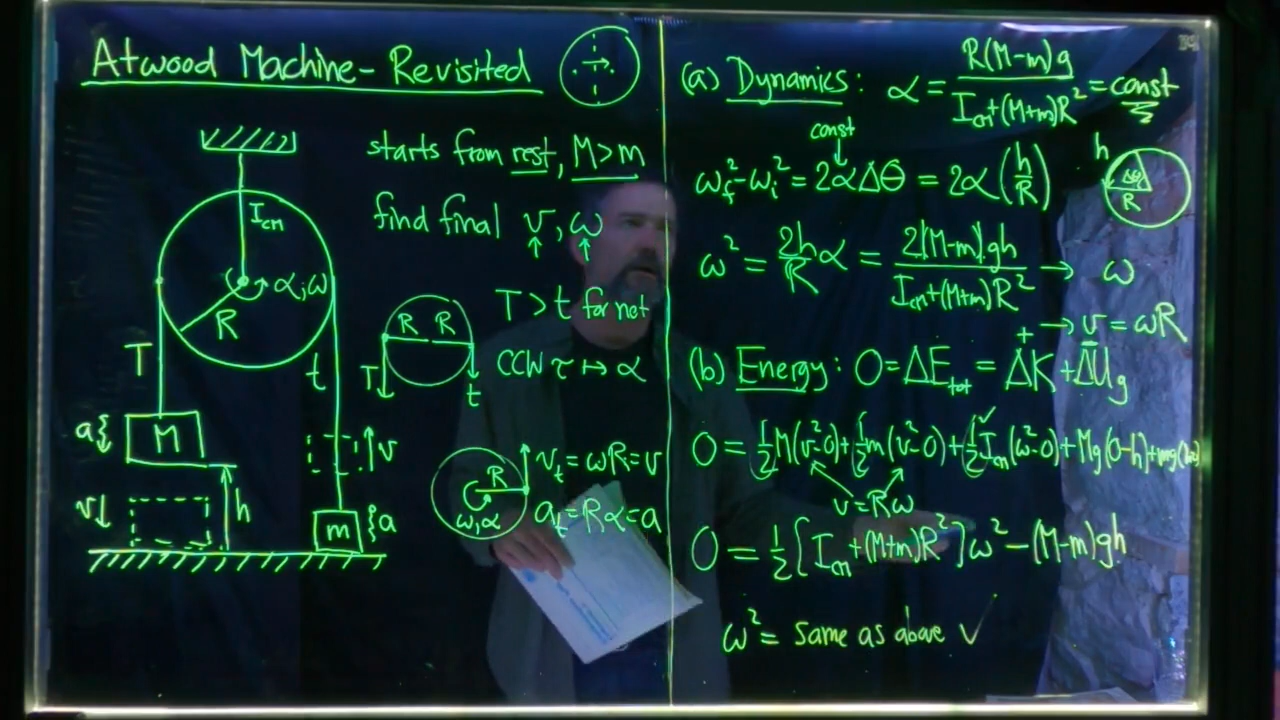 Atwood Machine - Revisited
starts from rest, M>m
find final v, ω
I_cm
α, ω
R
T > t for net
R R
T
t
CCW τ ↦ α
T
t
a
M
v
v
h
m
a
R
ω,α
v_t = ωR = v
a_t = Rα = a
(a) Dynamics: α = R(M-m)g / I_cm+(M+m)R² = const
const
ω_f² - ω_i² = 2αΔθ = 2α(h/R)
h
Δθ
R
ω² = 2h/R α = 2(M-m)gh / I_cm+(M+m)R² → ω
→ v = ωR
(b) Energy: 0 = ΔE_tot = ΔK + ΔU_g
+ -
0 = ½M(v²-0)+½m(v²-0)+½I_cm(ω²-0)+Mg(0-h)+mg(h-0)
v=Rω
0 = ½[I_cm+(M+m)R²]ω² - (M-m)gh
ω² = same as above ✓